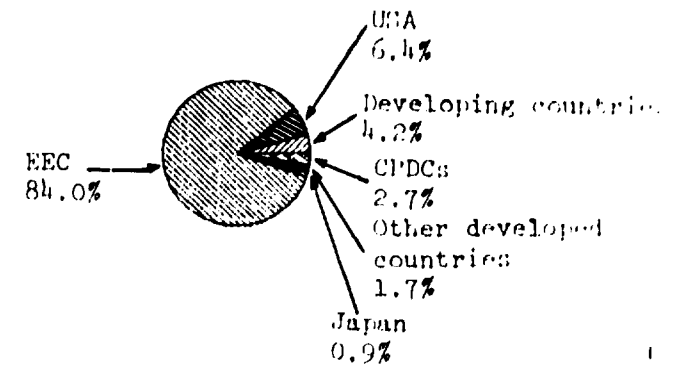 USA
6.4%
Developing countries
4.2%
CPDCs
2.7%
EEC
84.0%
Other developed
countries
1.7%
Japan
0.9%